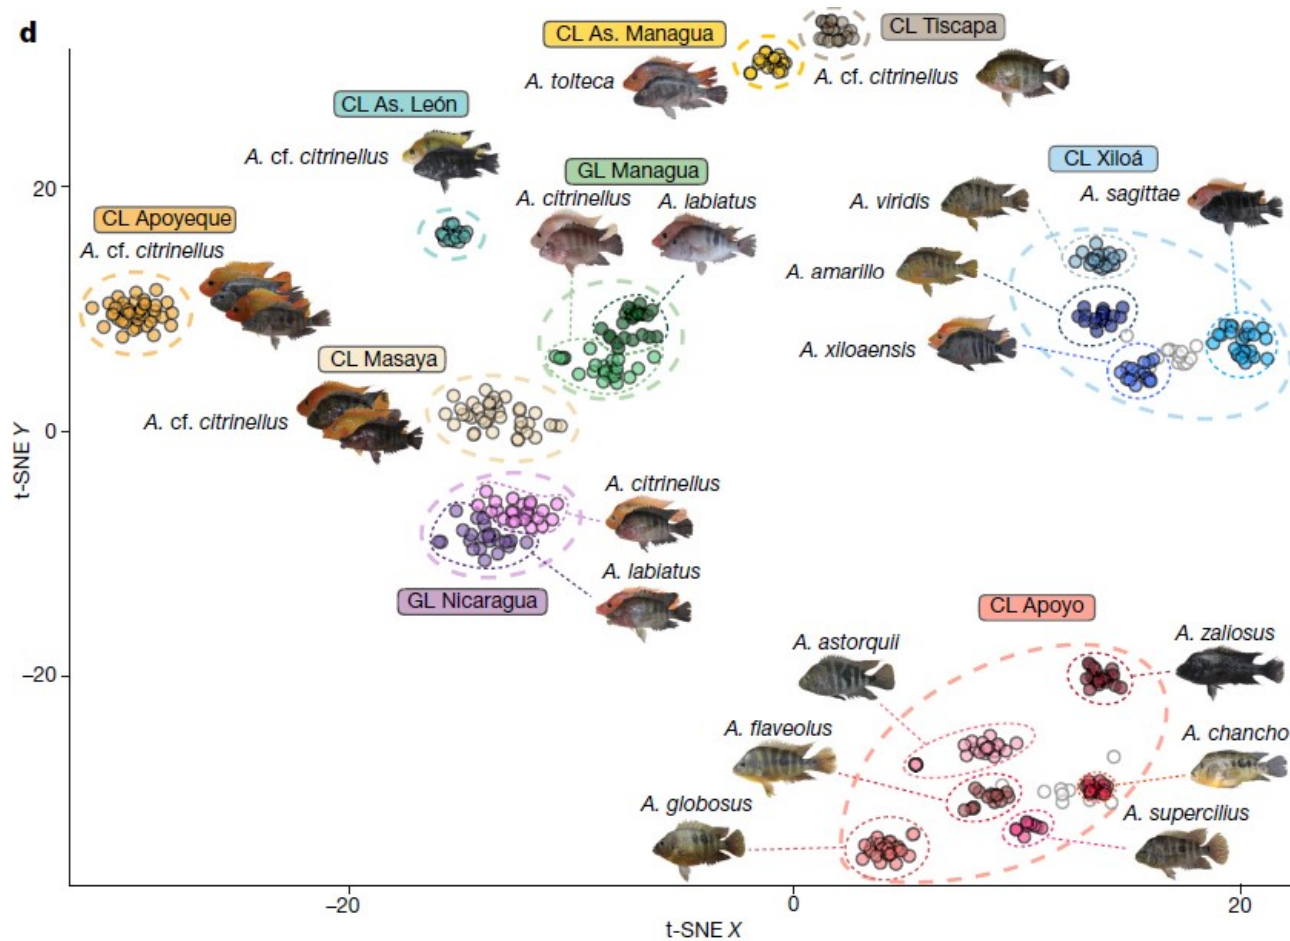 d
CL As. Managua
CL Tiscapa
A. tolteca
A. cf. citrinellus
CL As. León
A. cf. citrinellus
GL Managua
A. citrinellus
A. labiatus
CL Xiloá
A. viridis
A. sagittae
A. amarillo
A. xiloaensis
CL Apoyeque
A. cf. citrinellus
CL Masaya
A. cf. citrinellus
A. citrinellus
A. labiatus
GL Nicaragua
CL Apoyo
A. astorquii
A. zaliosus
A. flaveolus
A. chancho
A. globosus
A. supercilius
20
0
–20
t-SNE Y
–20
0
20
t-SNE X